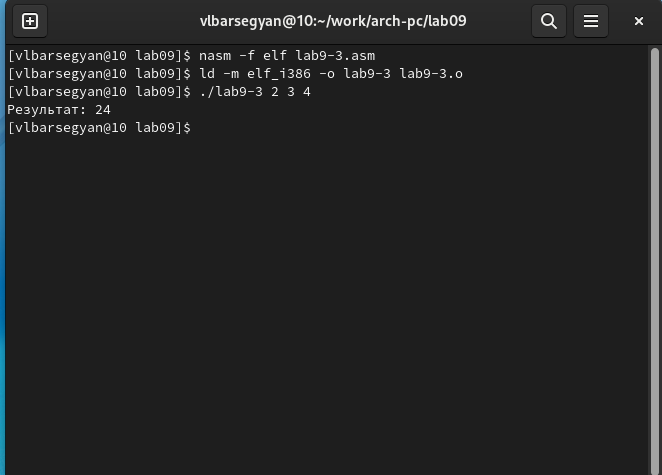 vlbarsegyan@10:~/work/arch-pc/lab09
[vlbarsegyan@10 lab09]$ nasm -f elf lab9-3.asm
[vlbarsegyan@10 lab09]$ ld -m elf_i386 -o lab9-3 lab9-3.o
[vlbarsegyan@10 lab09]$ ./lab9-3 2 3 4
Результат: 24
[vlbarsegyan@10 lab09]$